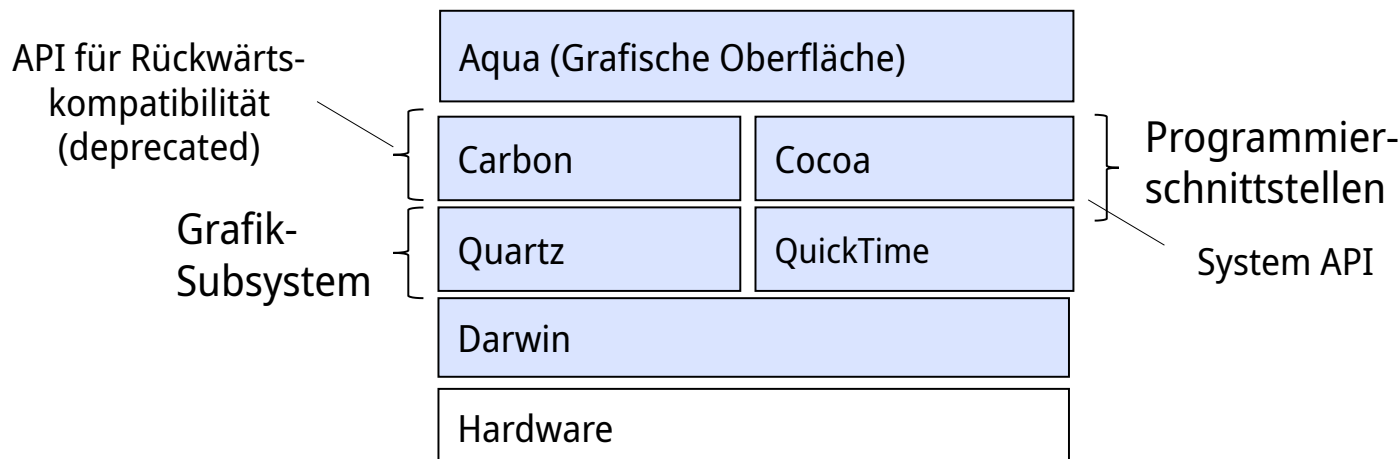 Aqua (Grafische Oberfläche)
API für Rückwärts-
kompatibilität
(deprecated)
Carbon
Cocoa
Programmier-
schnittstellen
Grafik-
Subsystem
Quartz
QuickTime
System API
Darwin
Hardware